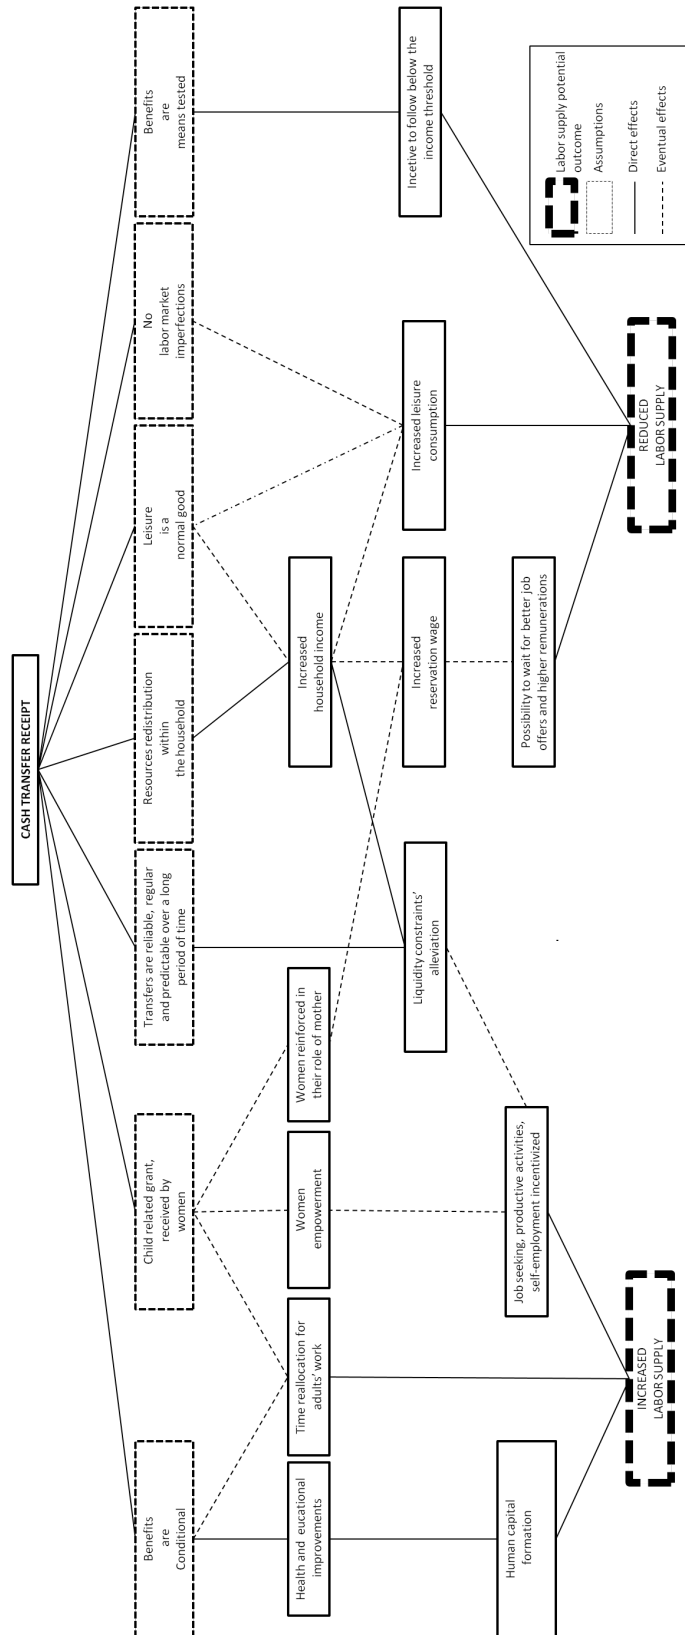 CASH TRANSFER RECEIPT
Benefits
are
Conditional
Child related grant,
received by
women
Transfers are reliable, regular
and predictable over a long
period of time
Resources redistribution
within
the household
Leisure
is a
normal good
No
labor market
imperfections
Benefits
are
means tested
Health and eucational
improvements
Time reallocation for
adults' work
Women
empowerment
Women reinforced in
their role of mother
Increased
household income
Liquidity constraints'
alleviation
Increased
reservation wage
Increased leisure
consumption
Incetive to follow below the
income threshold
Human capital
formation
Job seeking, productive activities,
self-employment incentivized
Possibility to wait for better job
offers and higher remunerations
INCREASED
LABOR SUPPLY
REDUCED
LABOR SUPPLY
Labor supply potential
outcome
Assumptions
Direct effects
Eventual effects